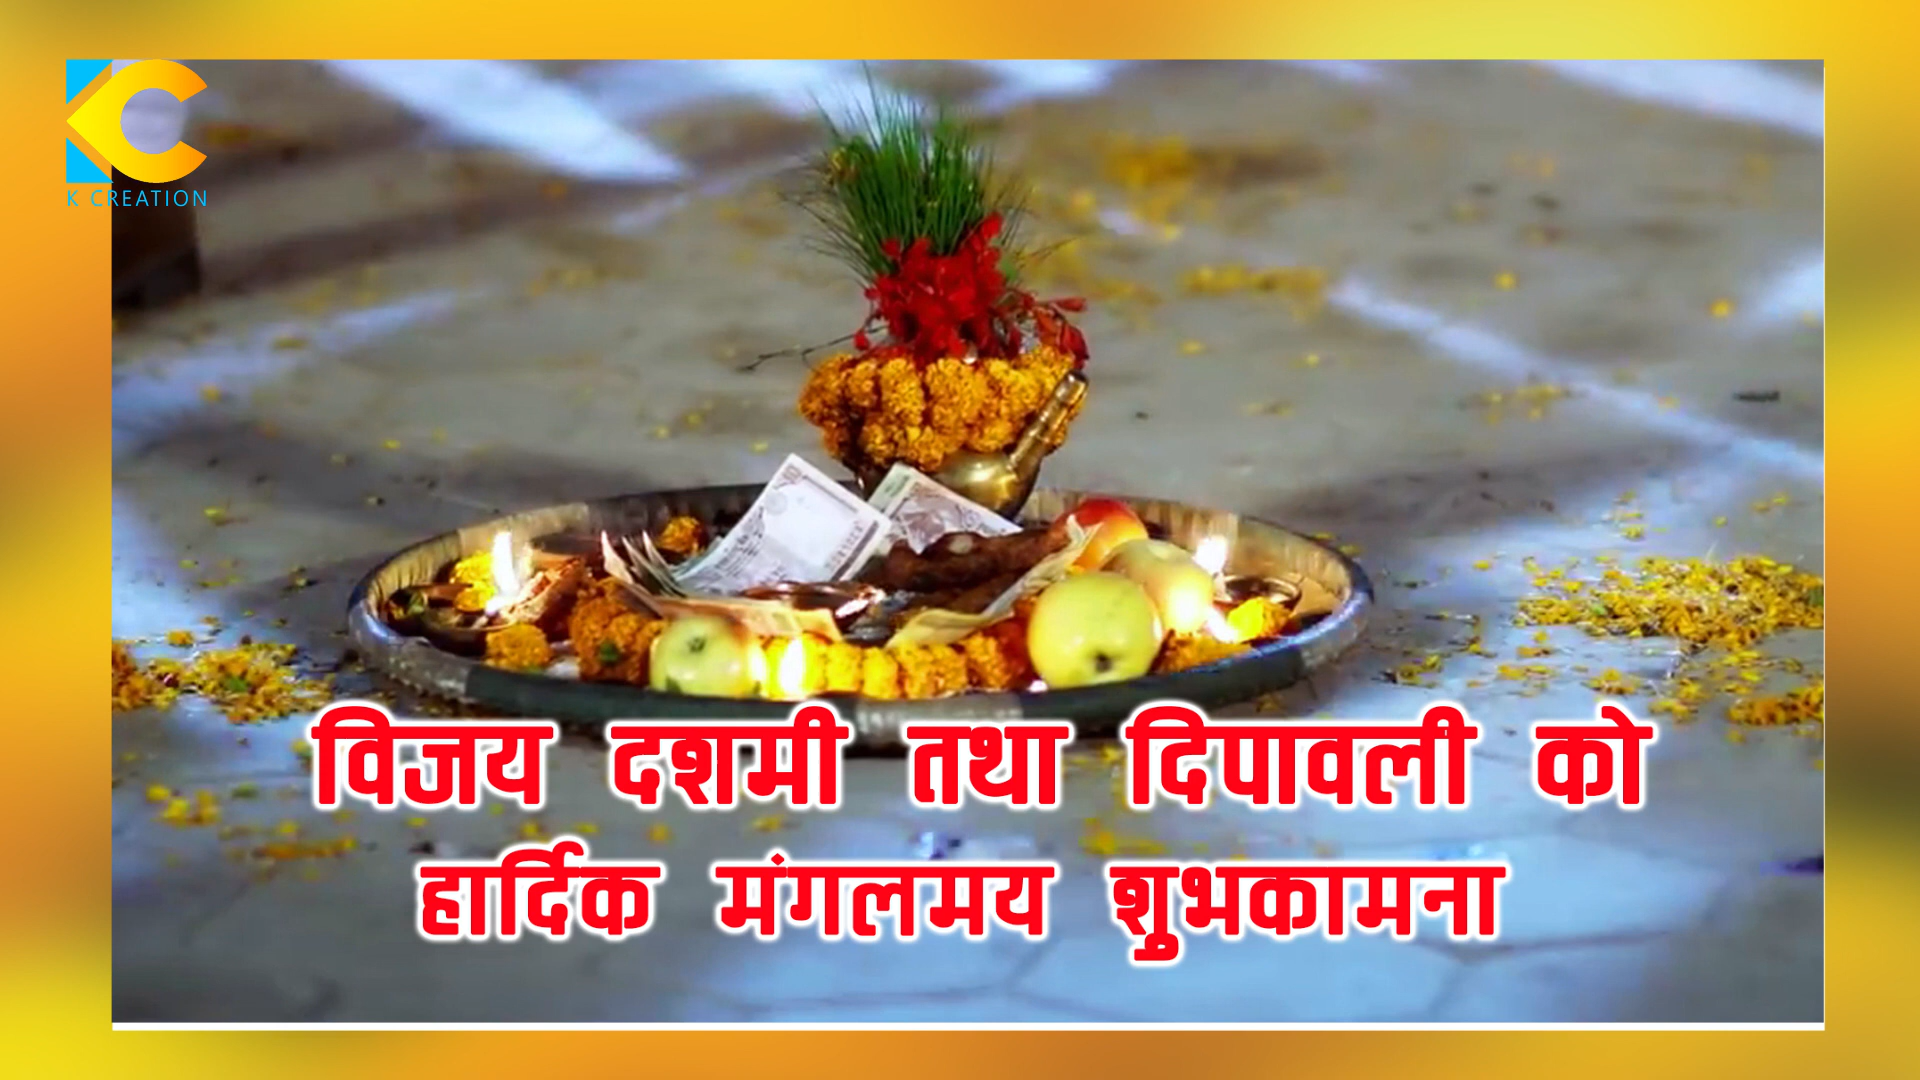 K CREATION
विजय दशमी तथा दिपावली को
हार्दिक मंगलमय शुभकामना